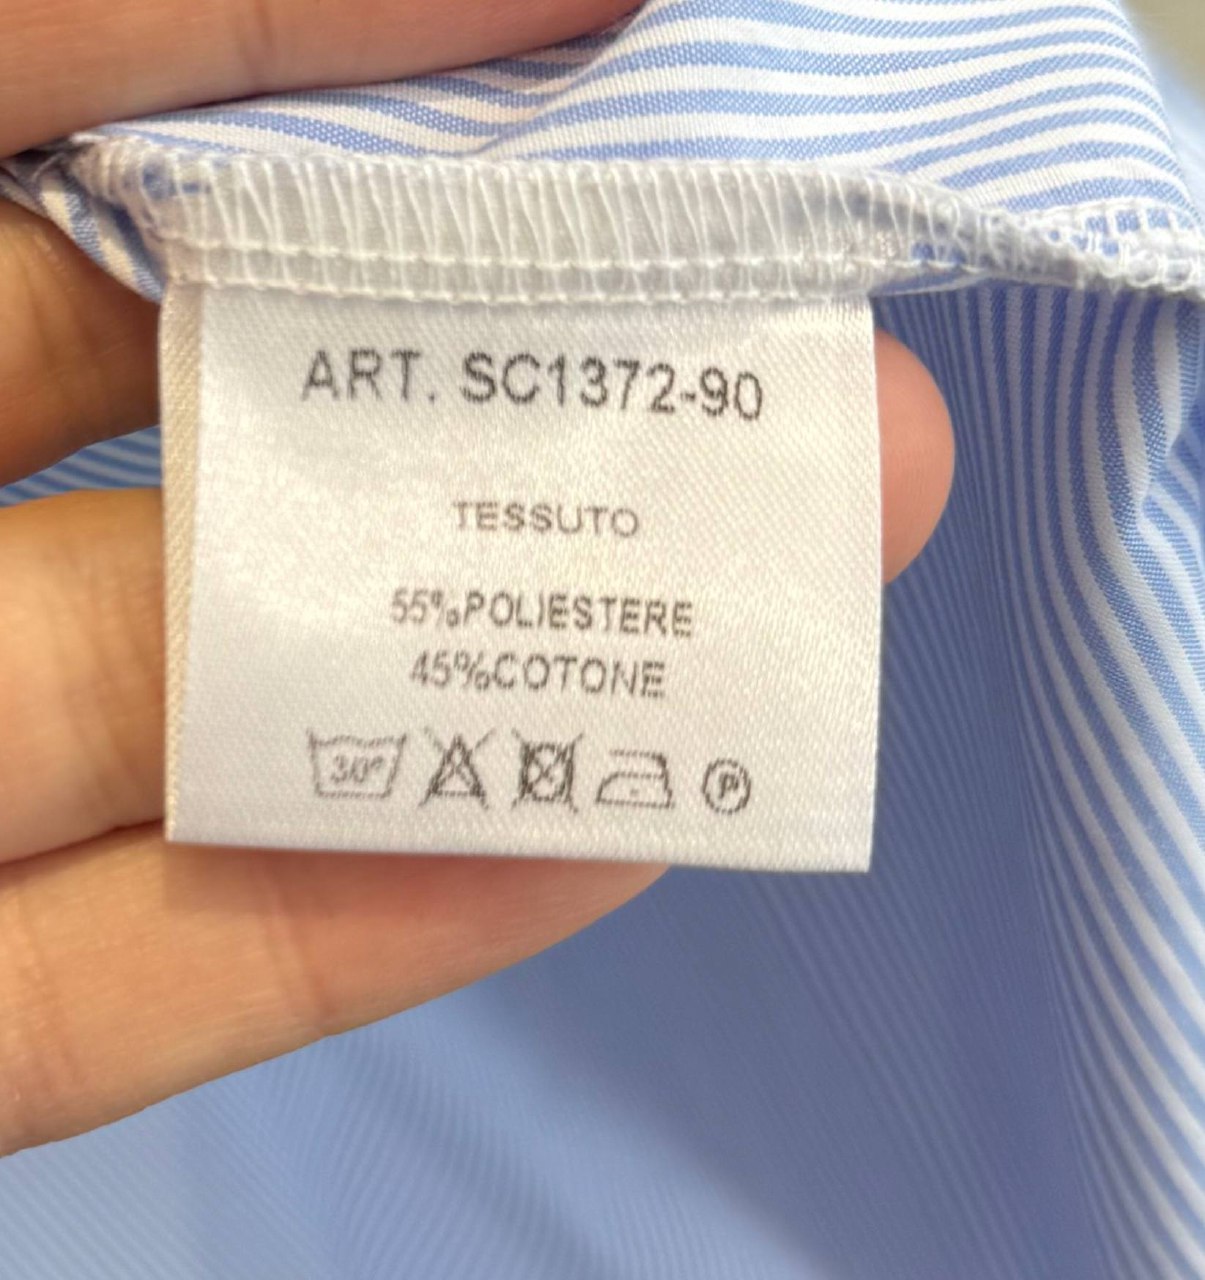 ART. SC1372-90
TESSUTO
55%POLIESTERE
45%COTONE
30° P